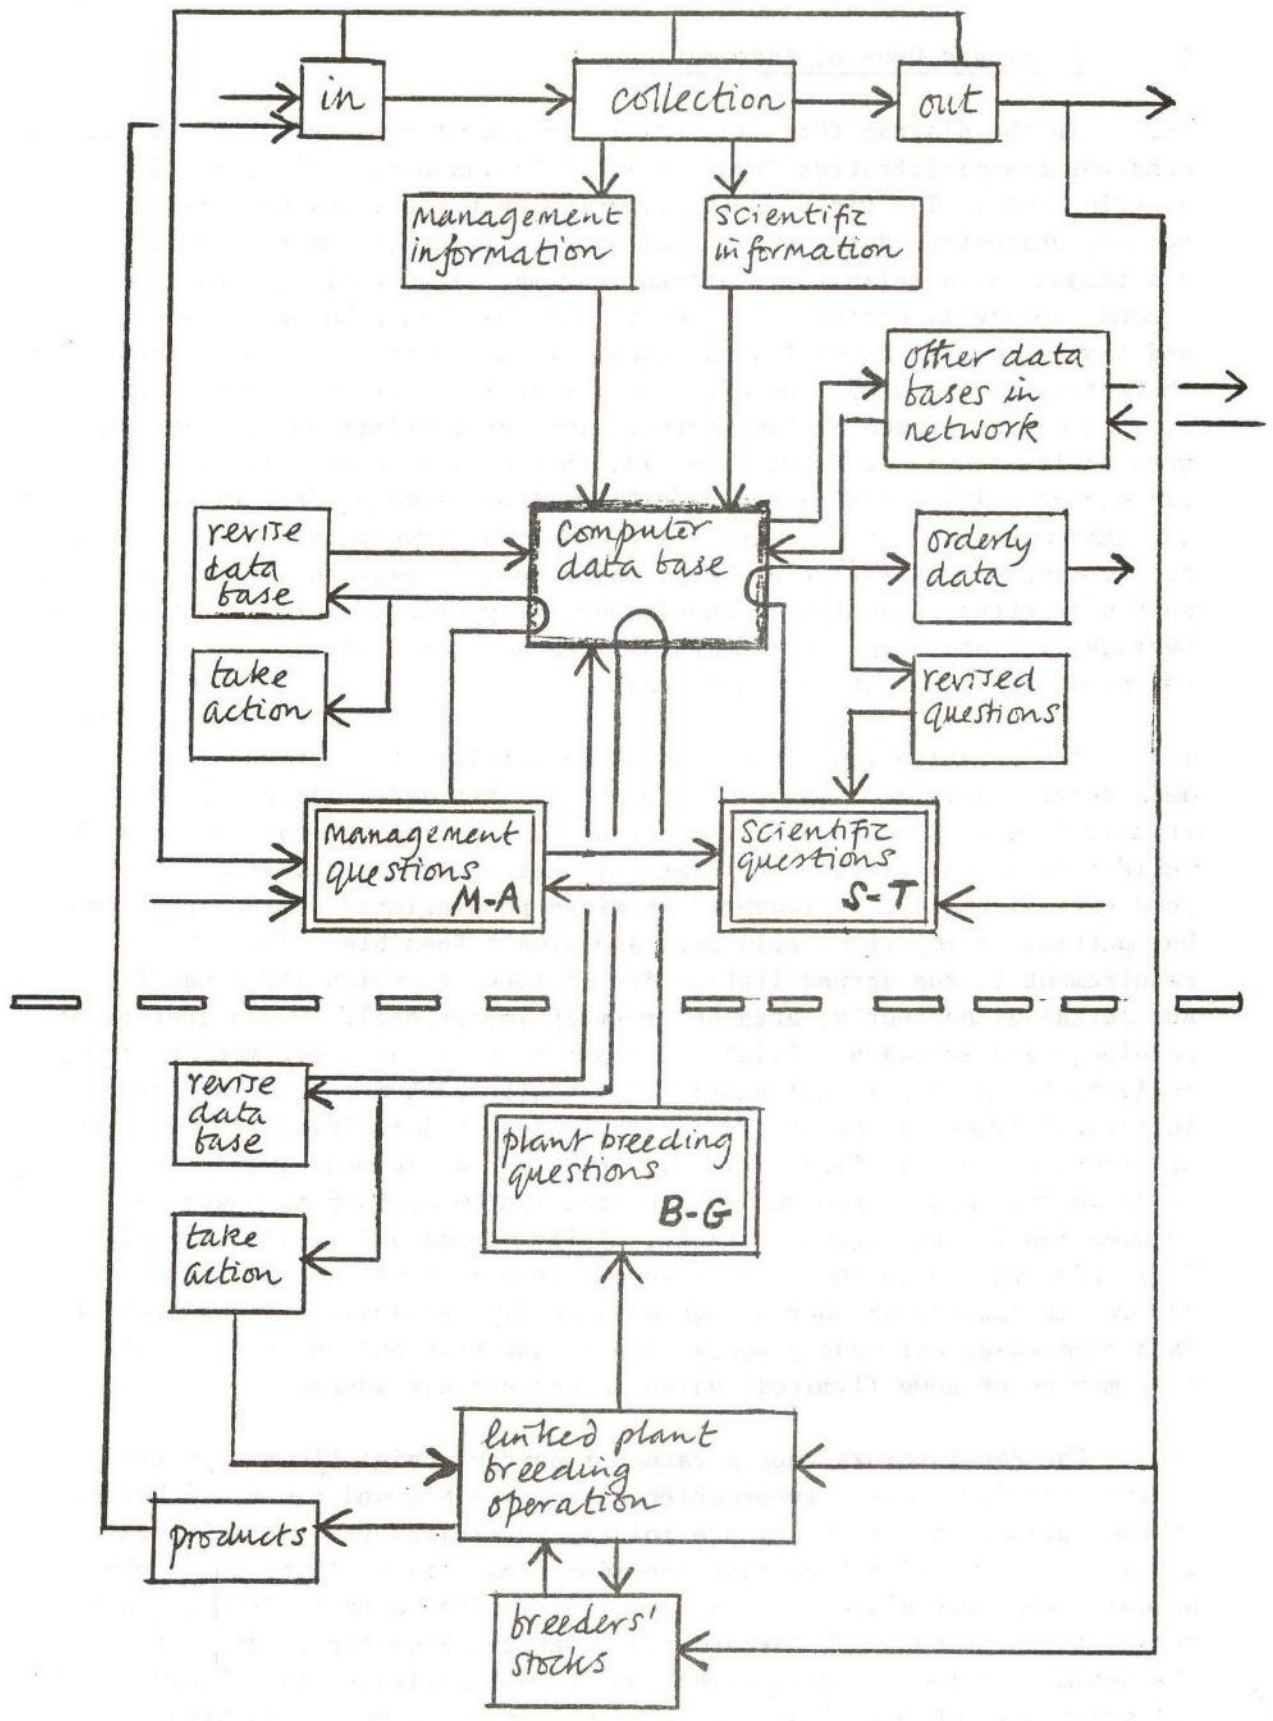 in
collection
out
management
information
scientific
information
other data
bases in
network
revise
data
base
computer
data base
orderly
data
take
action
revised
questions
management
questions
M-A
scientific
questions
S-T
revise
data
base
plant breeding
questions
B-G
take
action
linked plant
breeding
operation
products
breeders'
stocks